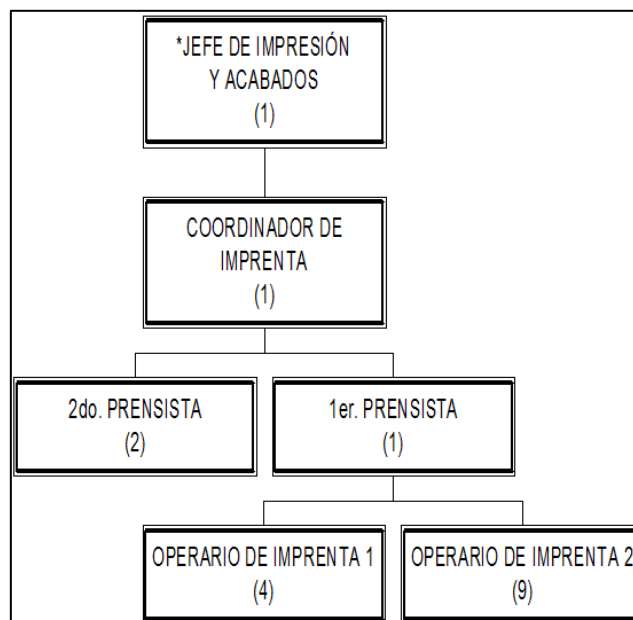 *JEFE DE IMPRESIÓN
Y ACABADOS
(1)
COORDINADOR DE
IMPRENTA
(1)
2do. PRENSISTA
(2)
1er. PRENSISTA
(1)
OPERARIO DE IMPRENTA 1
(4)
OPERARIO DE IMPRENTA 2
(9)